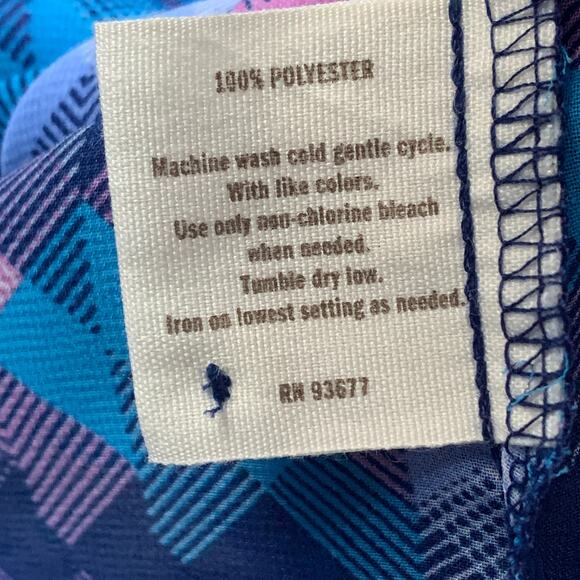 100% POLYESTER
Machine wash cold gentle cycle.
With like colors.
Use only non-chlorine bleach
when needed.
Tumble dry low.
Iron on lowest setting as needed.
RN 93677